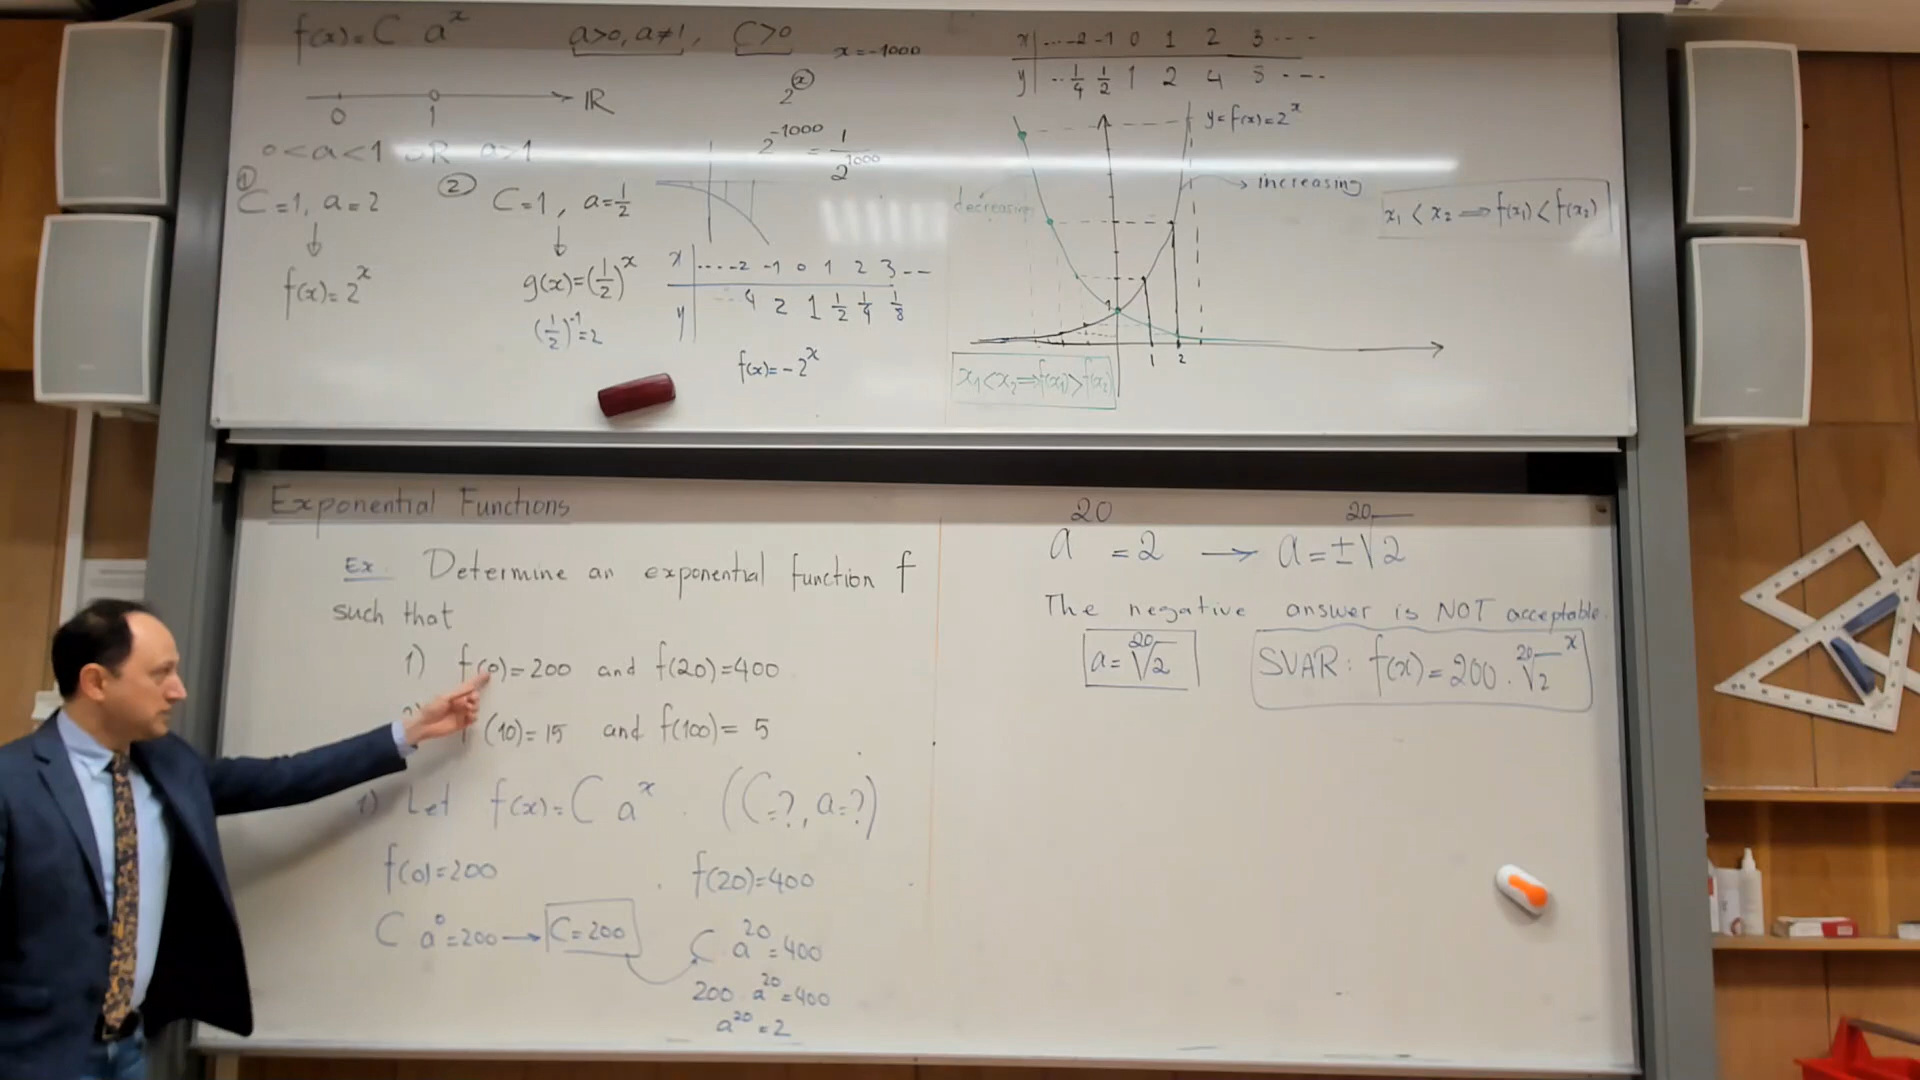 f(x)=C a^x a>0, a≠1, C>0
0 1 ℝ
0<a<1 OR a>1
① C=1, a=2
f(x)=2^x
② C=1, a=1/2
g(x)=(1/2)^x
(1/2)^-1=2
x=-1000
2^x
2^-1000 = 1/2^1000
x ....-2 -1 0 1 2 3 --
y 4 2 1 1/2 1/4 1/8
f(x)=-2^x
x ...-2 -1 0 1 2 3 ---
y ..1/4 1/2 1 2 4 8 ---
y=f(x)=2^x
decreasing
increasing
x₁<x₂⟹f(x₁)<f(x₂)
1
1 2
x₁<x₂⟹f(x₁)>f(x₂)
Exponential Functions
Ex. Determine an exponential function f
such that
1) f(0)=200 and f(20)=400
(10)=15 and f(100)= 5
1) Let f(x)=C a^x . (C=?, a=?)
f(0)=200
C a^0=200→C=200
f(20)=400
C a^20=400
200 a^20=400
a^20=2
a^20=2 → a=±²⁰√2
The negative answer is NOT acceptable.
a=²⁰√2
SVAR: f(x)=200·²⁰√2^x